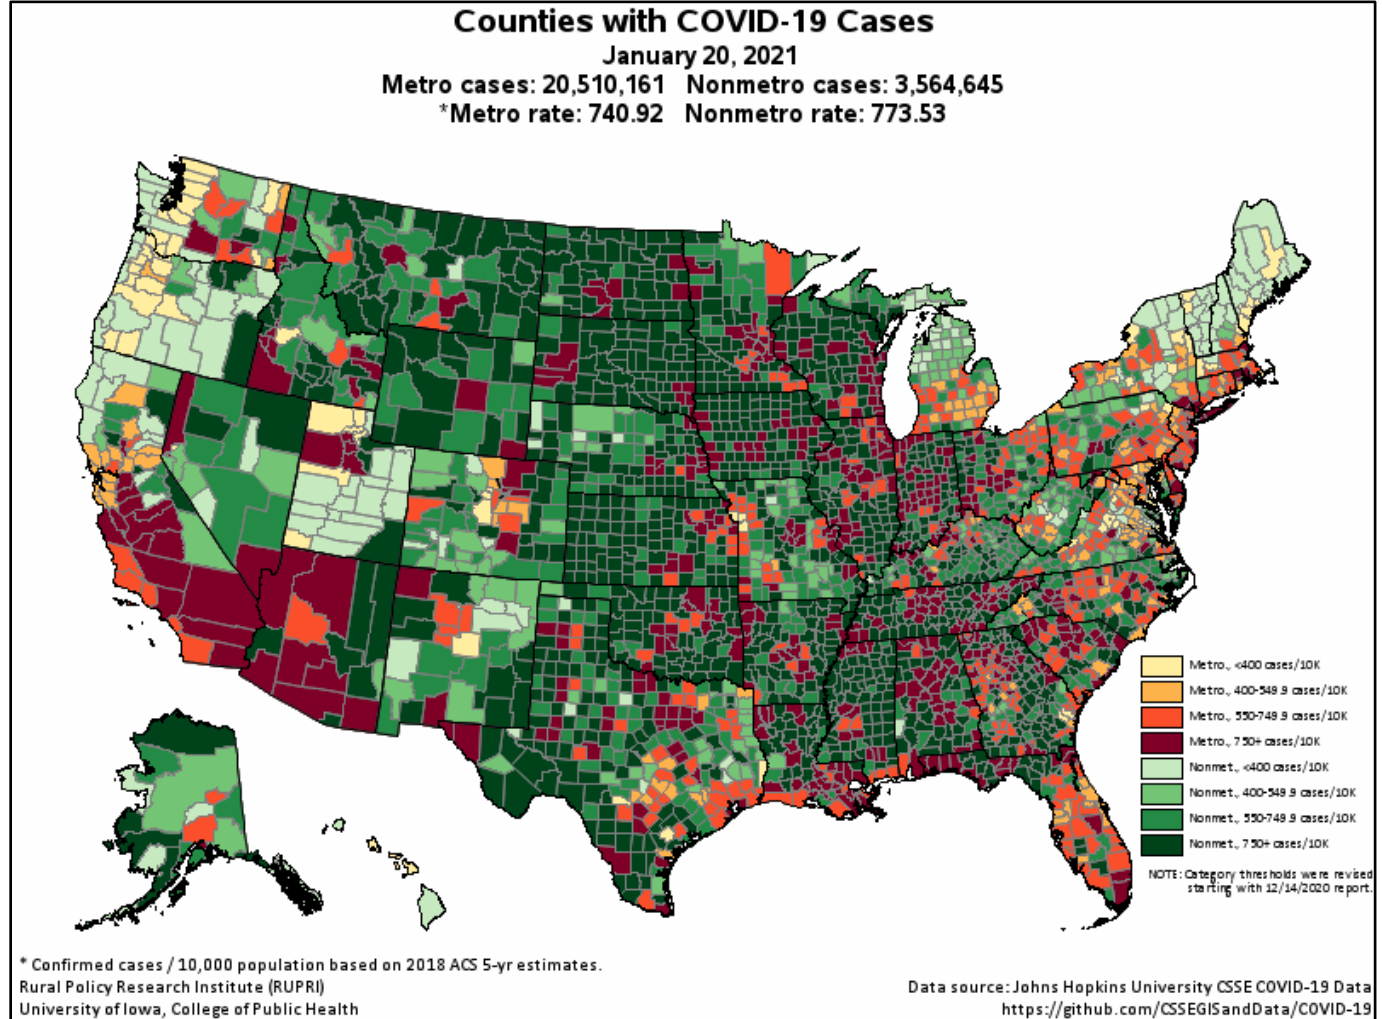 Counties with COVID-19 Cases
January 20, 2021
Metro cases: 20,510,161   Nonmetro cases: 3,564,645
*Metro rate: 740.92   Nonmetro rate: 773.53
Metro., <400 cases/10K
Metro., 400-549.9 cases/10K
Metro., 550-749.9 cases/10K
Metro., 750+ cases/10K
Nonmet., <400 cases/10K
Nonmet., 400-549.9 cases/10K
Nonmet., 550-749.9 cases/10K
Nonmet., 750+ cases/10K
NOTE: Category thresholds were revised
starting with 12/14/2020 report.
* Confirmed cases / 10,000 population based on 2018 ACS 5-yr estimates.
Rural Policy Research Institute (RUPRI)
University of Iowa, College of Public Health
Data source: Johns Hopkins University CSSE COVID-19 Data
https://github.com/CSSEGISandData/COVID-19